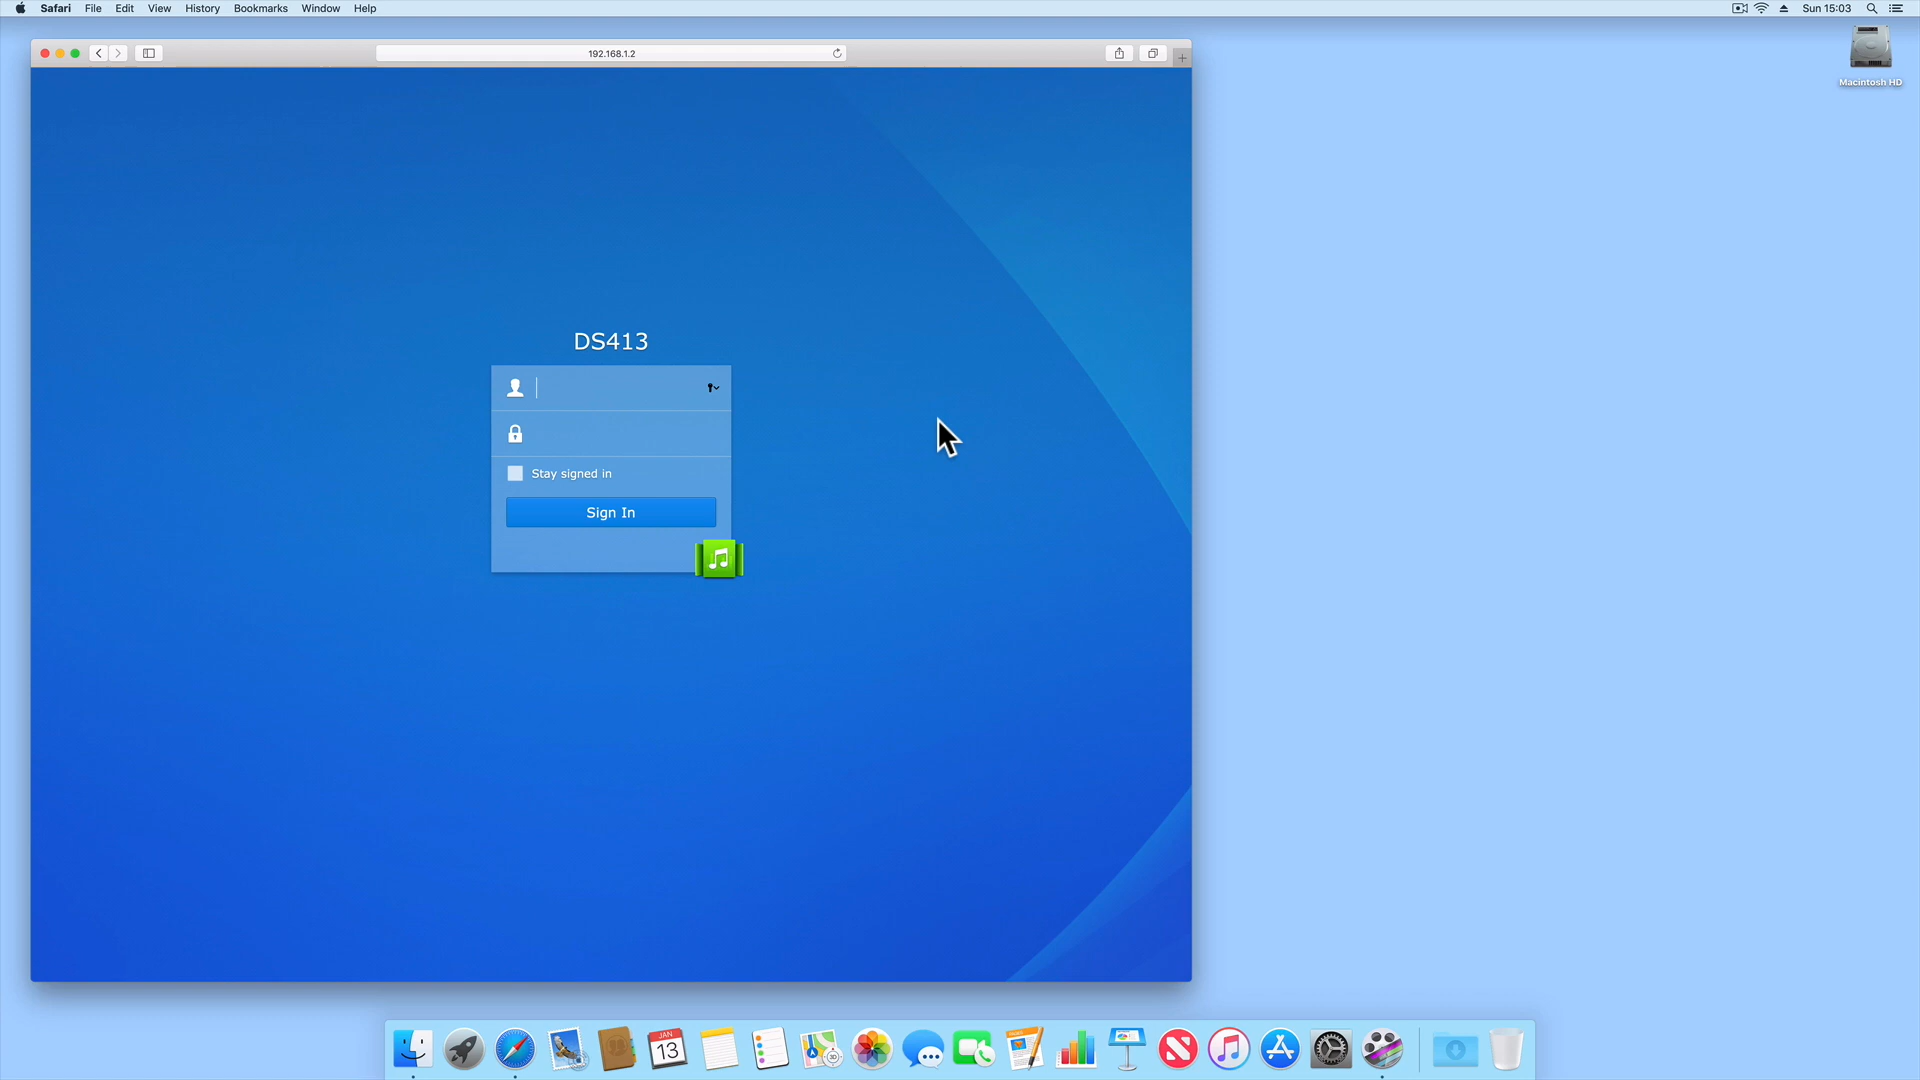 Safari File Edit View History Bookmarks Window Help
Sun 15:03
192.168.1.2
Macintosh HD
DS413
Stay signed in
Sign In
JAN
13
3D